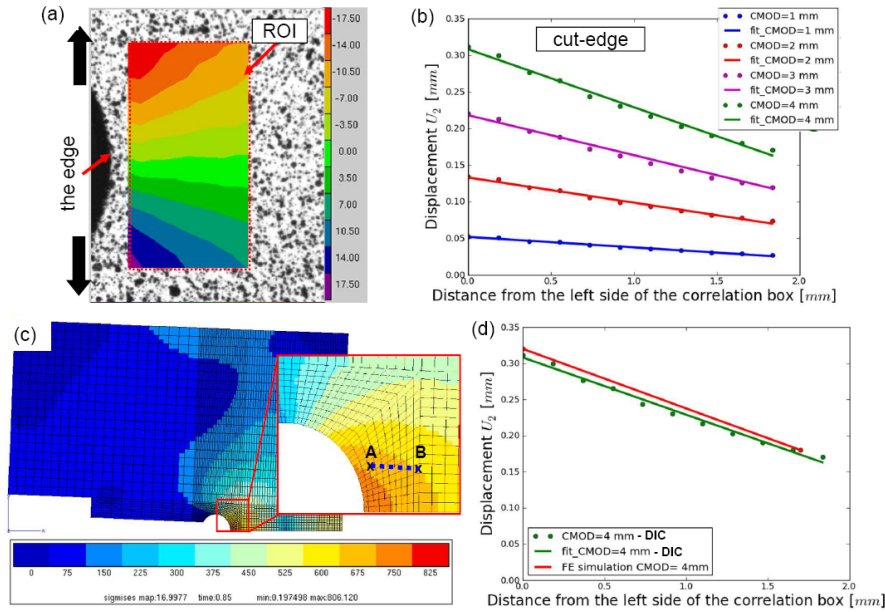 (a)
ROI
the edge
-17.50
-14.00
-10.50
-7.00
-3.50
0.00
3.50
7.00
10.50
14.00
17.50
(b)
cut-edge
CMOD=1 mm
fit_CMOD=1 mm
CMOD=2 mm
fit_CMOD=2 mm
CMOD=3 mm
fit_CMOD=3 mm
CMOD=4 mm
fit_CMOD=4 mm
Displacement U₂ [mm]
0.35
0.30
0.25
0.20
0.15
0.10
0.05
0.00
0.0 0.5 1.0 1.5 2.0
Distance from the left side of the correlation box [mm]
(c)
A B
x
0 75 150 225 300 375 450 525 600 675 750 825
sigmises map:16.9977 time:0.85 min:0.197498 max:806.120
(d)
Displacement U₂ [mm]
0.35
0.30
0.25
0.20
0.15
0.10
0.05
0.00
CMOD=4 mm - DIC
fit_CMOD=4 mm - DIC
FE simulation CMOD= 4mm
0.0 0.5 1.0 1.5 2.0
Distance from the left side of the correlation box [mm]